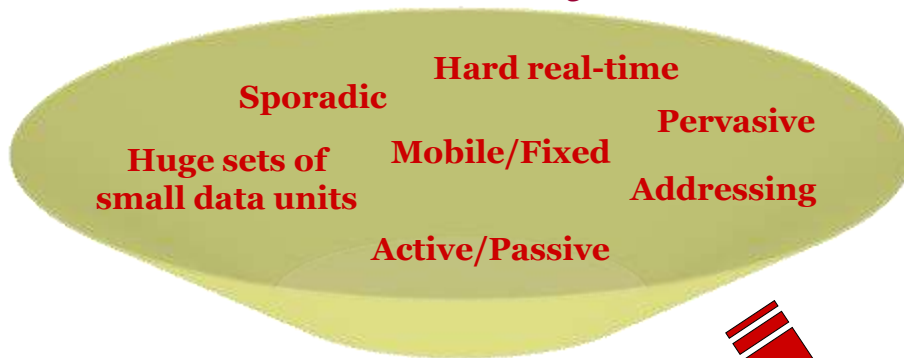 Hard real-time
Sporadic
Pervasive
Mobile/Fixed
Huge sets of
small data units
Addressing
Active/Passive